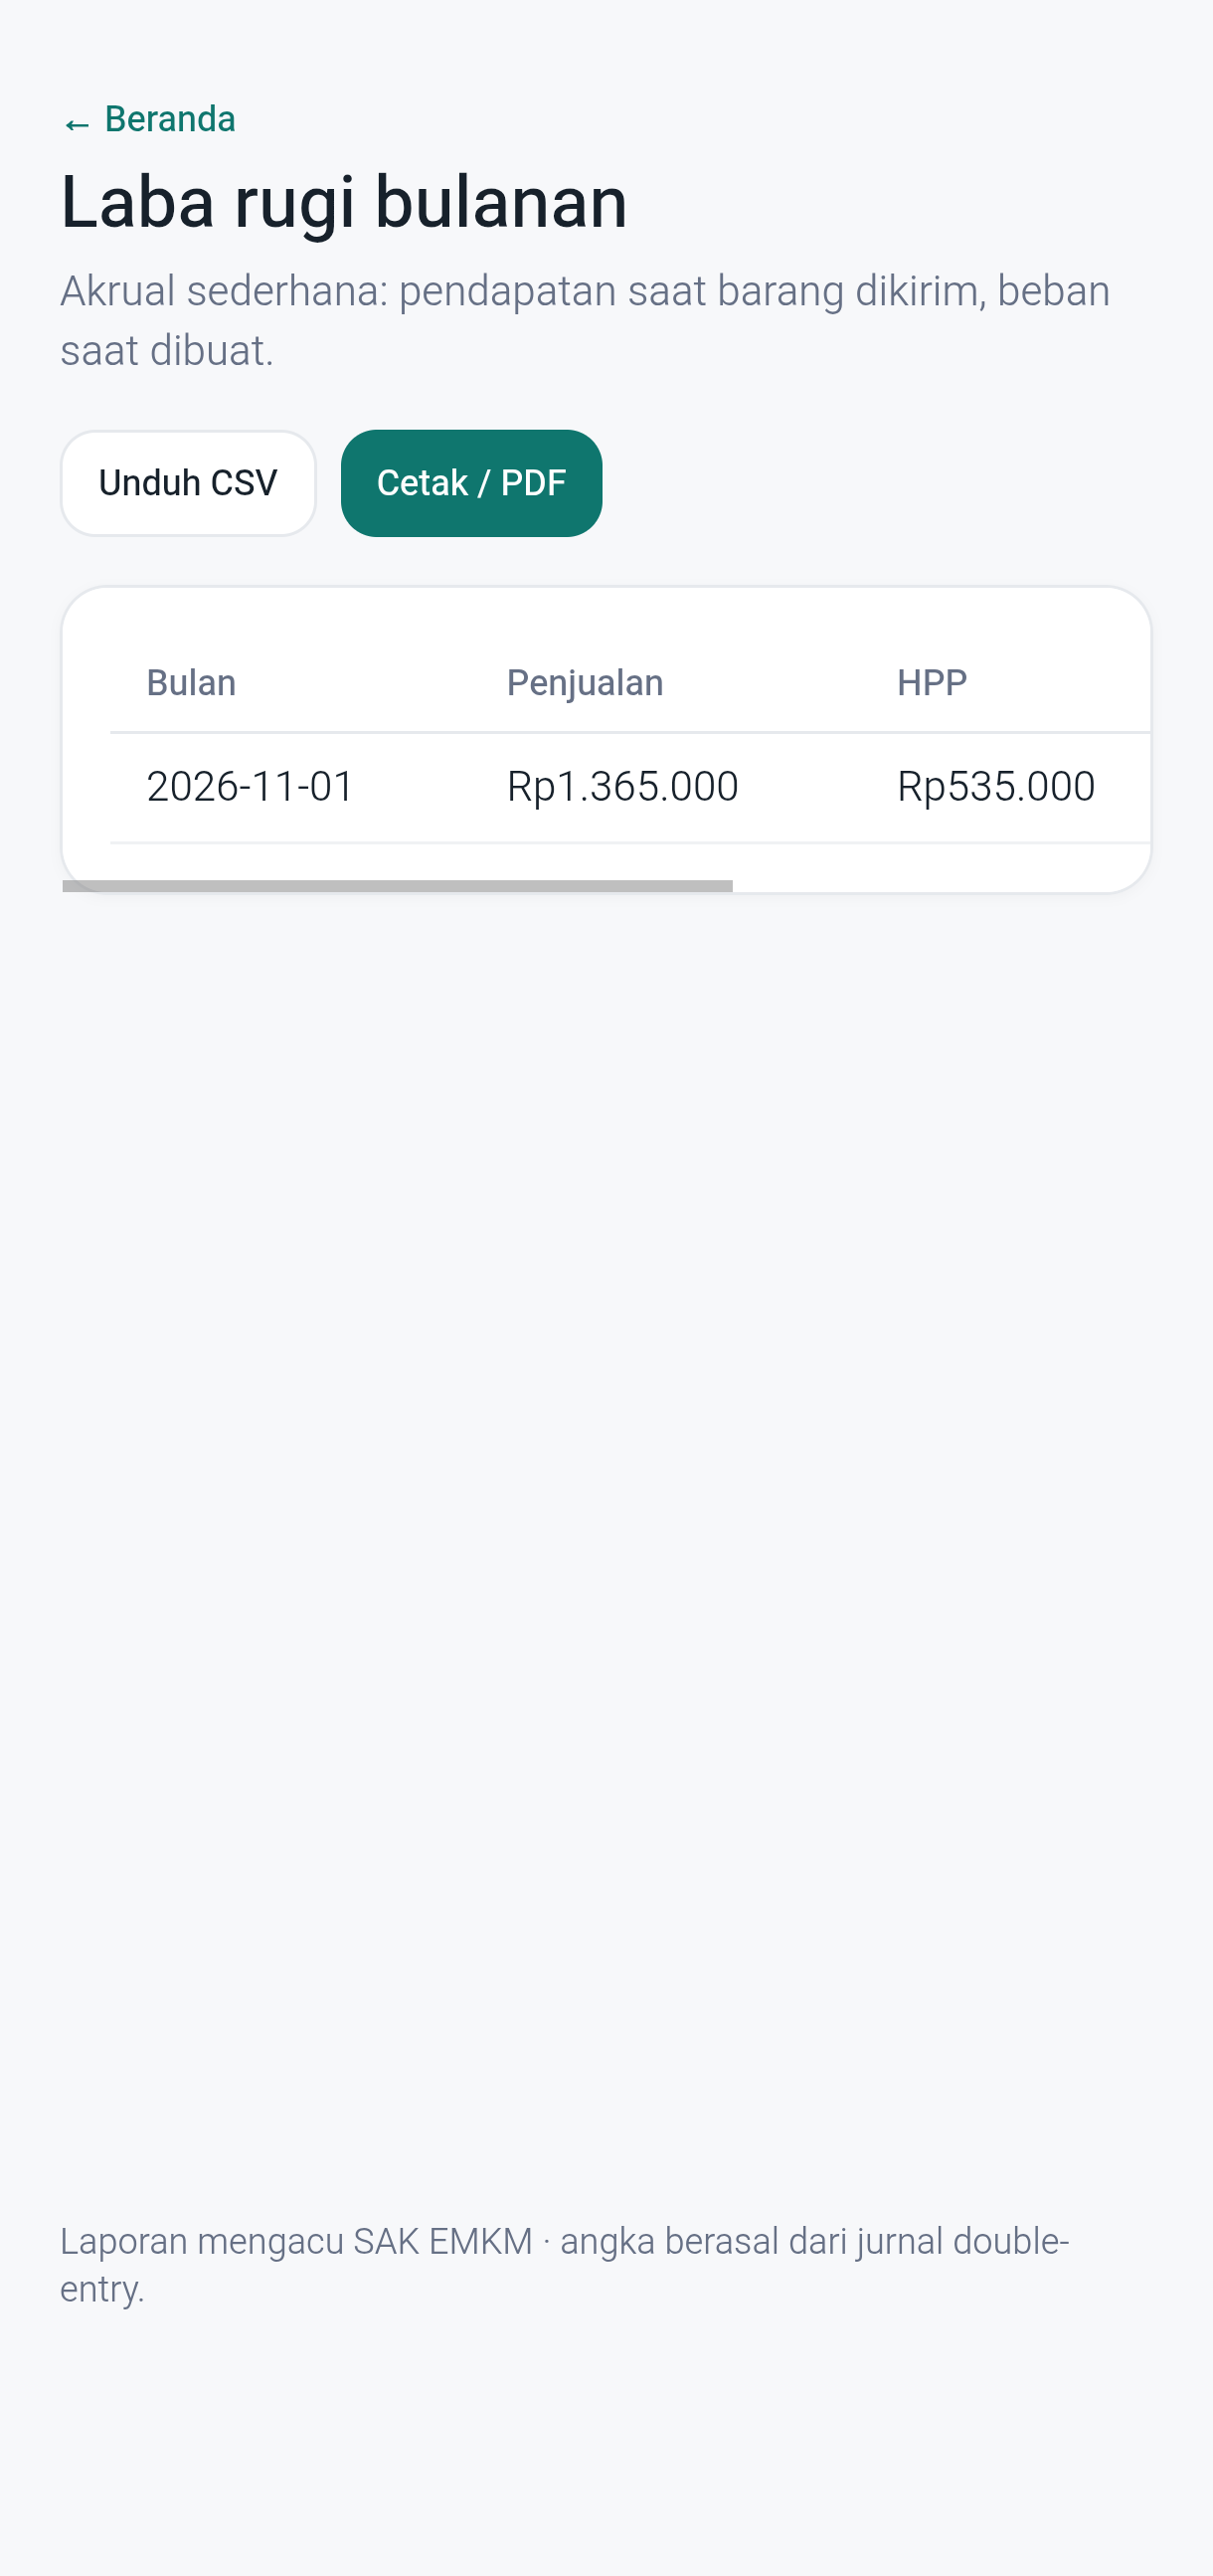 ← Beranda
Laba rugi bulanan
Akrual sederhana: pendapatan saat barang dikirim, beban
saat dibuat.
Unduh CSV Cetak / PDF
Bulan Penjualan HPP
2026-11-01 Rp1.365.000 Rp535.000
Laporan mengacu SAK EMKM · angka berasal dari jurnal double-
entry.